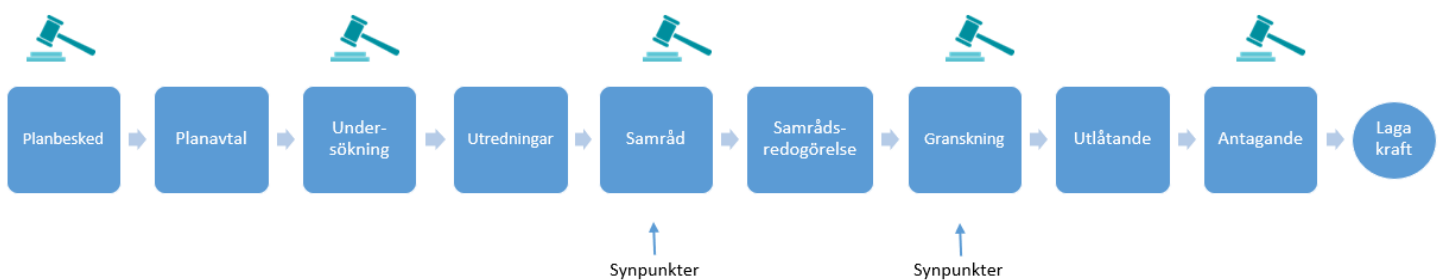 Planbesked
Planavtal
Under-
sökning
Utredningar
Samråd
Samråds-
redogörelse
Granskning
Utlåtande
Antagande
Laga
kraft
Synpunkter
Synpunkter